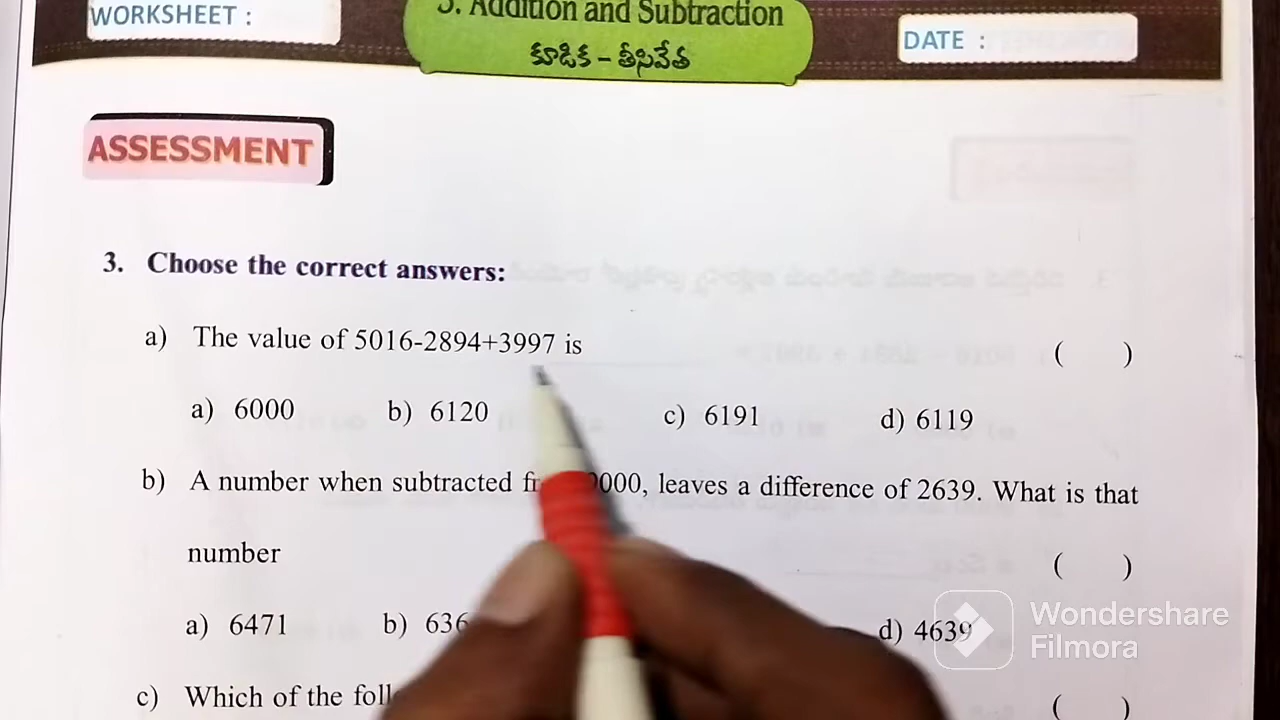 WORKSHEET :
5. Addition and Subtraction
కూడిక – తీసివేత
DATE :
ASSESSMENT
3. Choose the correct answers:
a) The value of 5016-2894+3997 is ( )
a) 6000 b) 6120 c) 6191 d) 6119
b) A number when subtracted 000, leaves a difference of 2639. What is that
number ( )
a) 6471 b) 636 d) 4639
c) Which of the ( )
Wondershare
Filmora